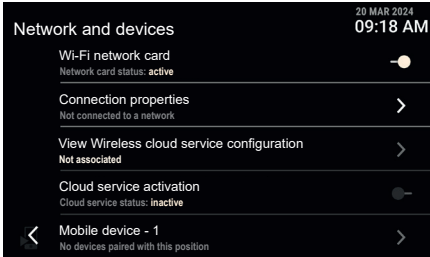 20 MAR 2024
Network and devices 09:18 AM
Wi-Fi network card
Network card status: active
Connection properties
Not connected to a network
View Wireless cloud service configuration
Not associated
Cloud service activation
Cloud service status: inactive
Mobile device - 1
No devices paired with this position